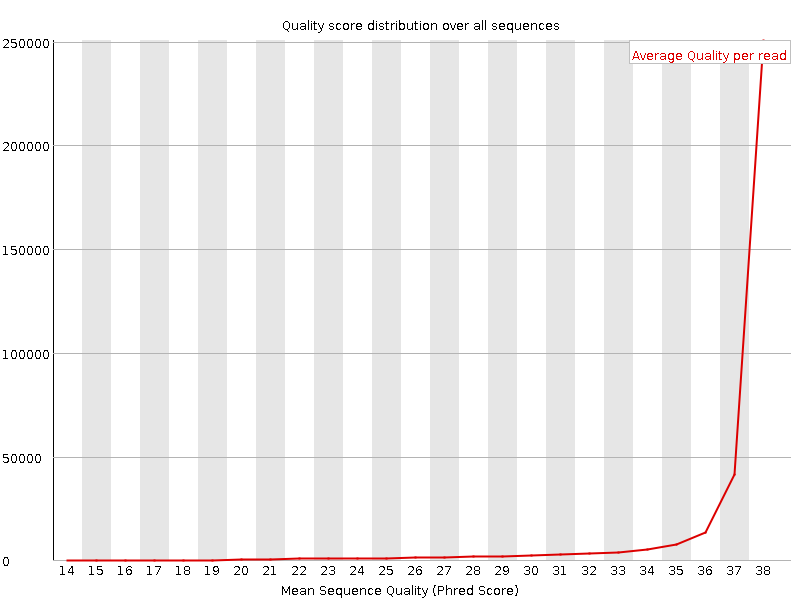 Quality score distribution over all sequences
Average Quality per read
250000
200000
150000
100000
50000
0
14 15 16 17 18 19 20 21 22 23 24 25 26 27 28 29 30 31 32 33 34 35 36 37 38
Mean Sequence Quality (Phred Score)